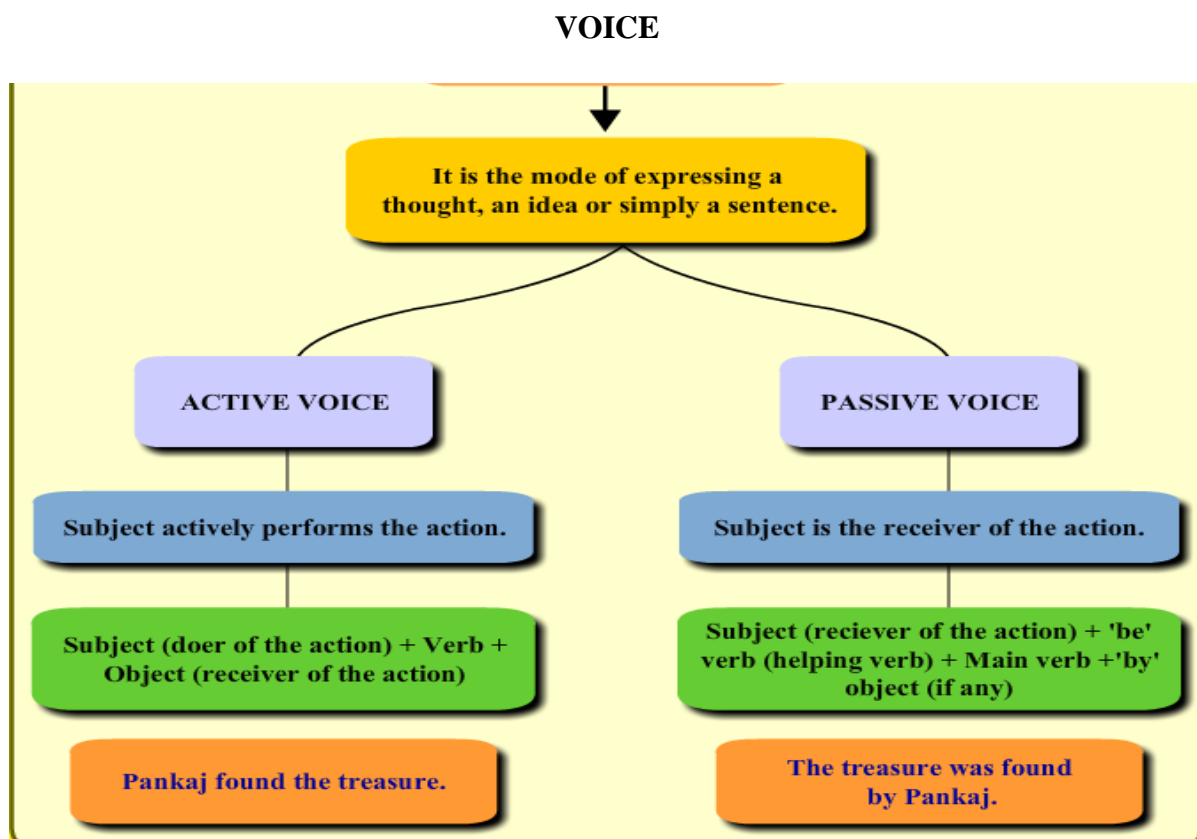 VOICE
It is the mode of expressing a
thought, an idea or simply a sentence.
ACTIVE VOICE
PASSIVE VOICE
Subject actively performs the action.
Subject is the receiver of the action.
Subject (doer of the action) + Verb +
Object (receiver of the action)
Subject (reciever of the action) + 'be'
verb (helping verb) + Main verb +'by'
object (if any)
Pankaj found the treasure.
The treasure was found
by Pankaj.